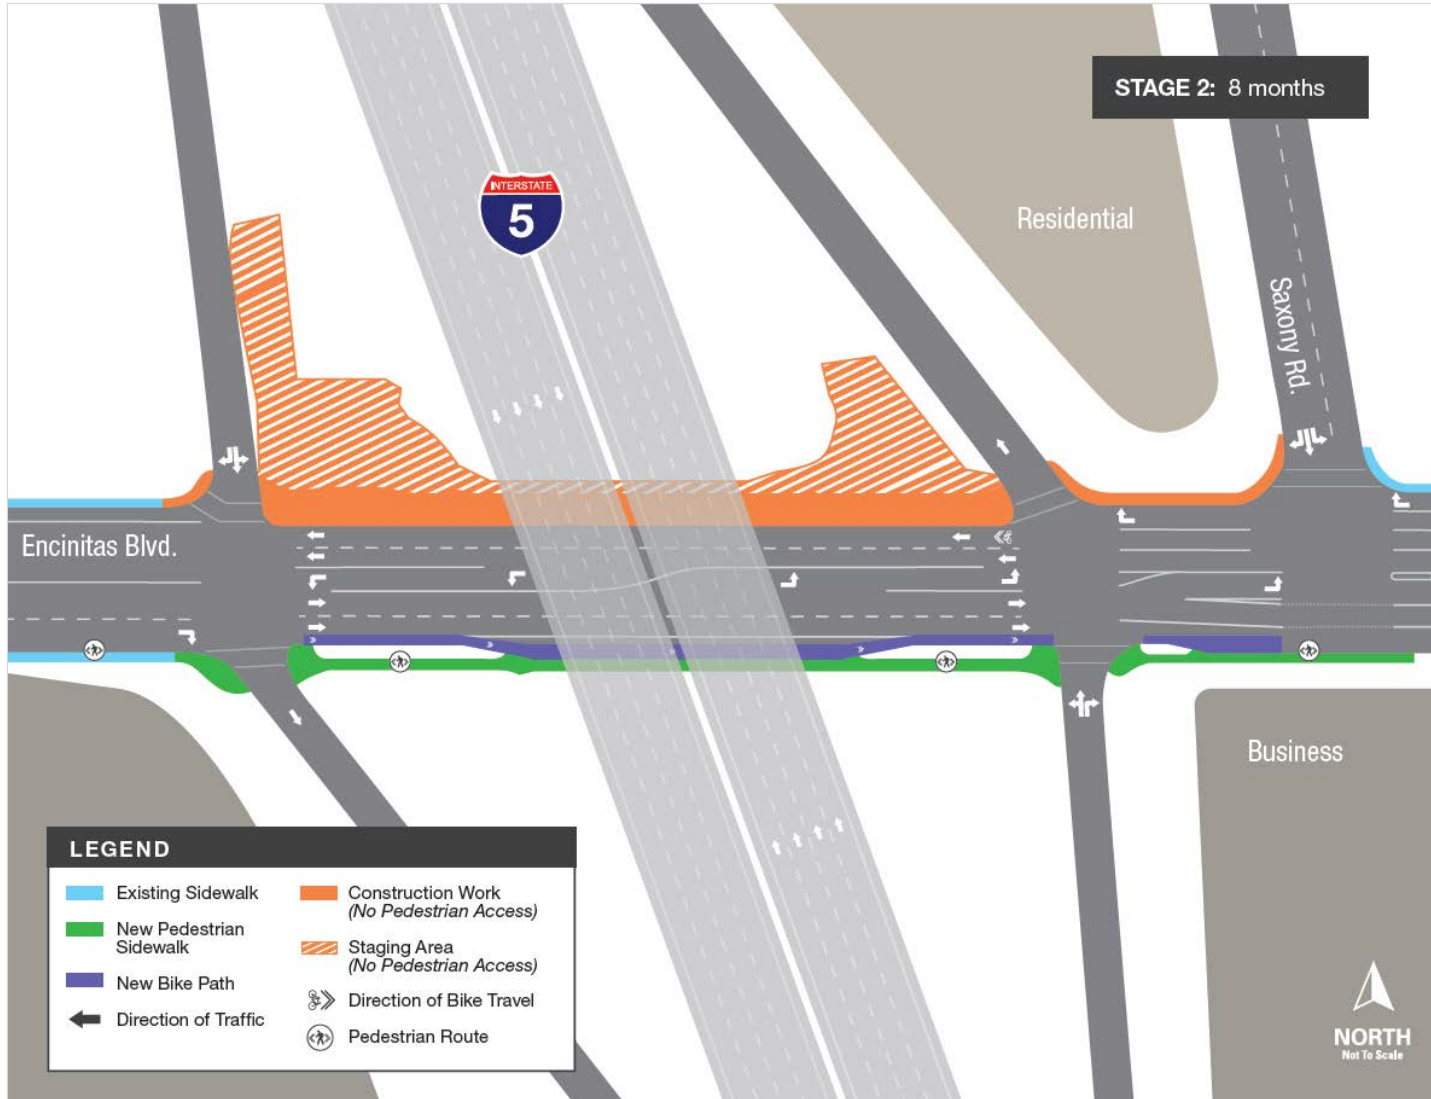 STAGE 2: 8 months
INTERSTATE
5
Residential
Saxony Rd.
Encinitas Blvd.
Business
LEGEND
Existing Sidewalk
New Pedestrian
Sidewalk
New Bike Path
Direction of Traffic
Construction Work
(No Pedestrian Access)
Staging Area
(No Pedestrian Access)
Direction of Bike Travel
Pedestrian Route
NORTH
Not To Scale